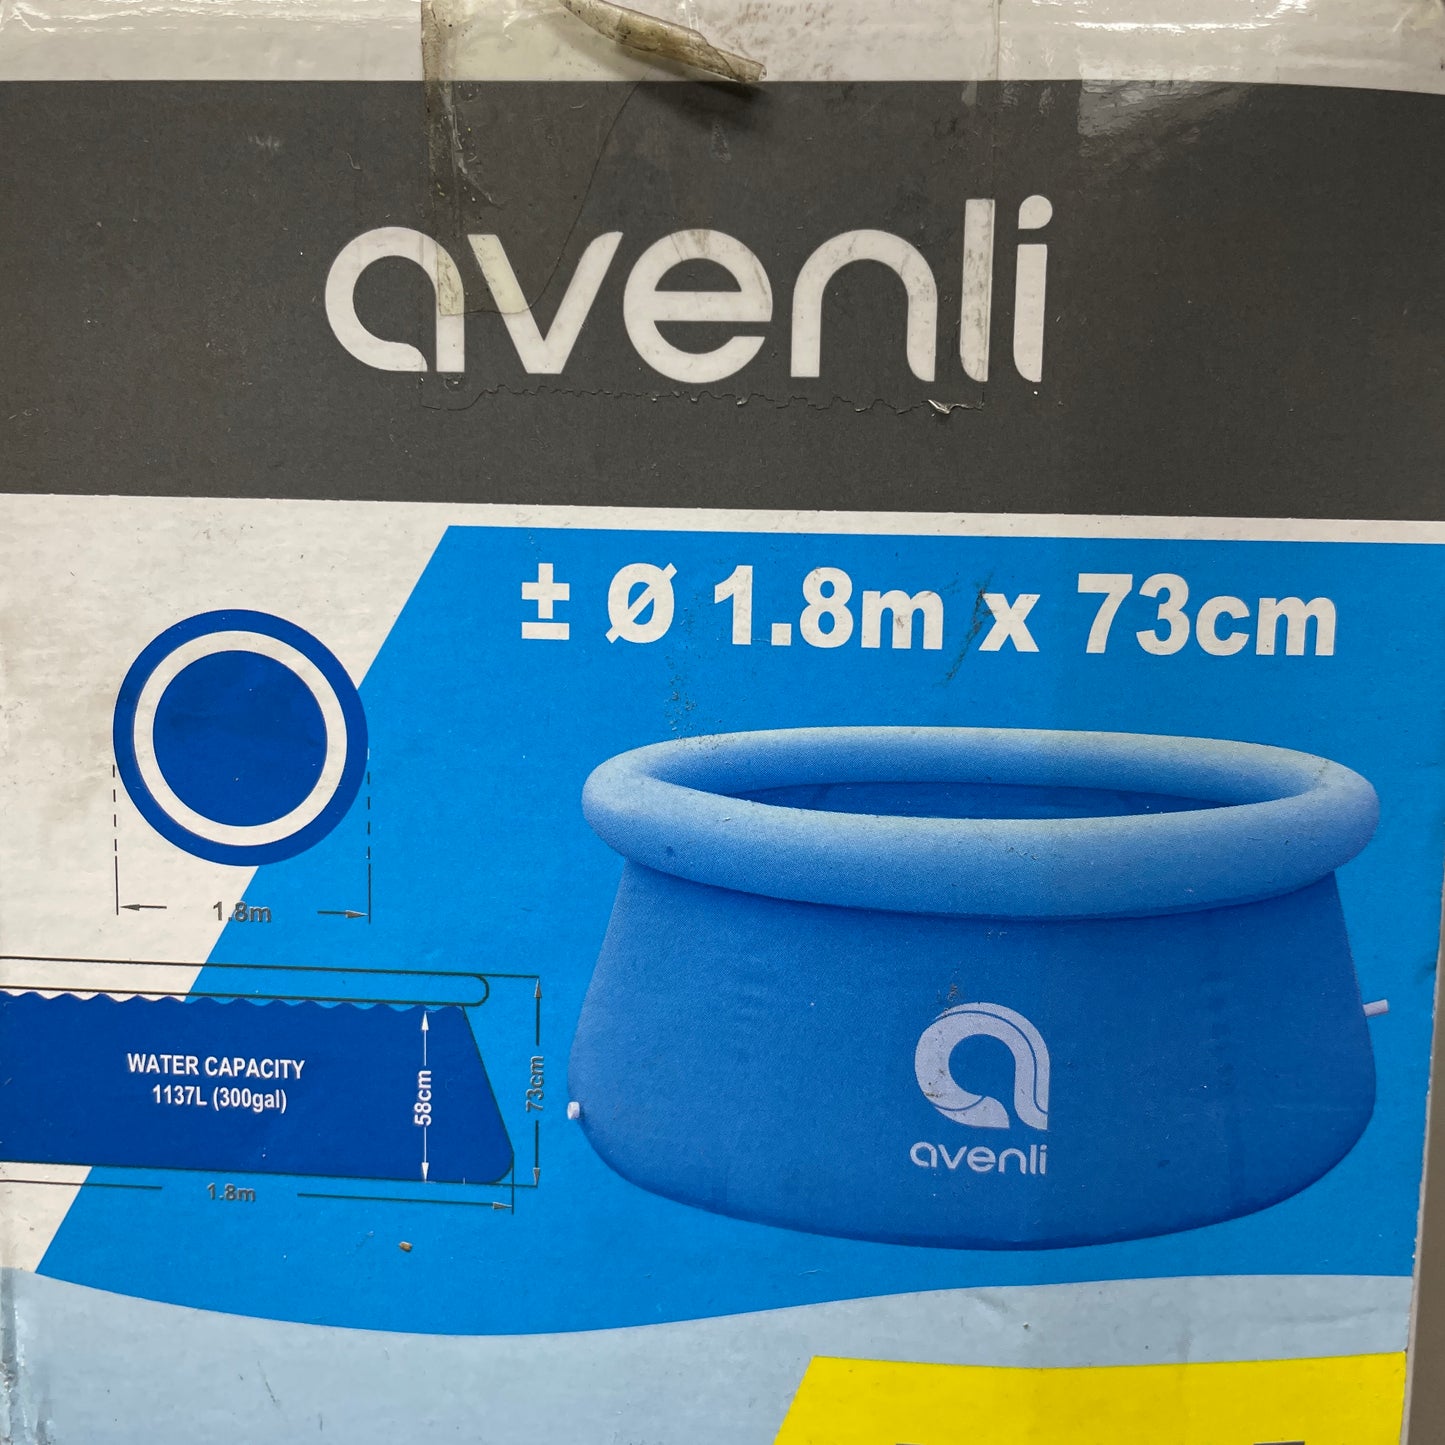 avenli
± Ø 1.8m x 73cm
1.8m
WATER CAPACITY
1137L (300gal)
58cm
73cm
1.8m
avenli